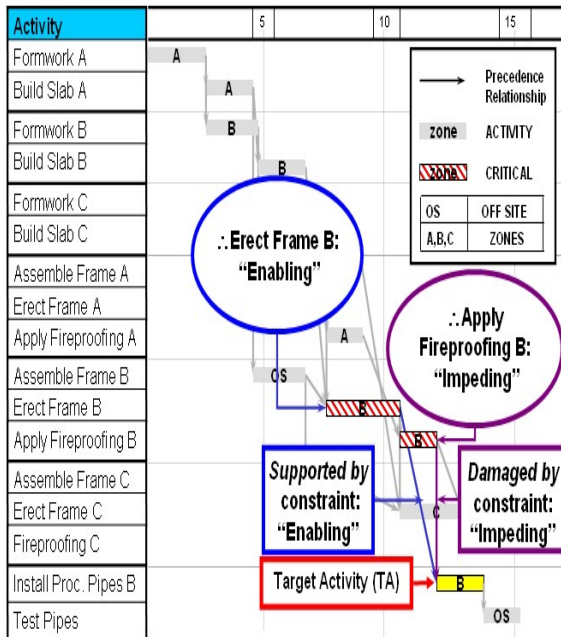 Activity
5
10
15
Formwork A
A
Build Slab A
A
Formwork B
B
Build Slab B
B
Formwork C
Build Slab C
Assemble Frame A
Erect Frame A
Apply Fireproofing A
A
Assemble Frame B
OS
Erect Frame B
B
Apply Fireproofing B
B
Assemble Frame C
Erect Frame C
C
Fireproofing C
Install Proc. Pipes B
B
Test Pipes
OS
Precedence
Relationship
zone ACTIVITY
zone CRITICAL
OS OFF SITE
A,B,C ZONES
∴Erect Frame B:
“Enabling”
∴Apply
Fireproofing B:
“Impeding”
Supported by
constraint:
“Enabling”
Damaged by
constraint:
“Impeding”
Target Activity (TA)